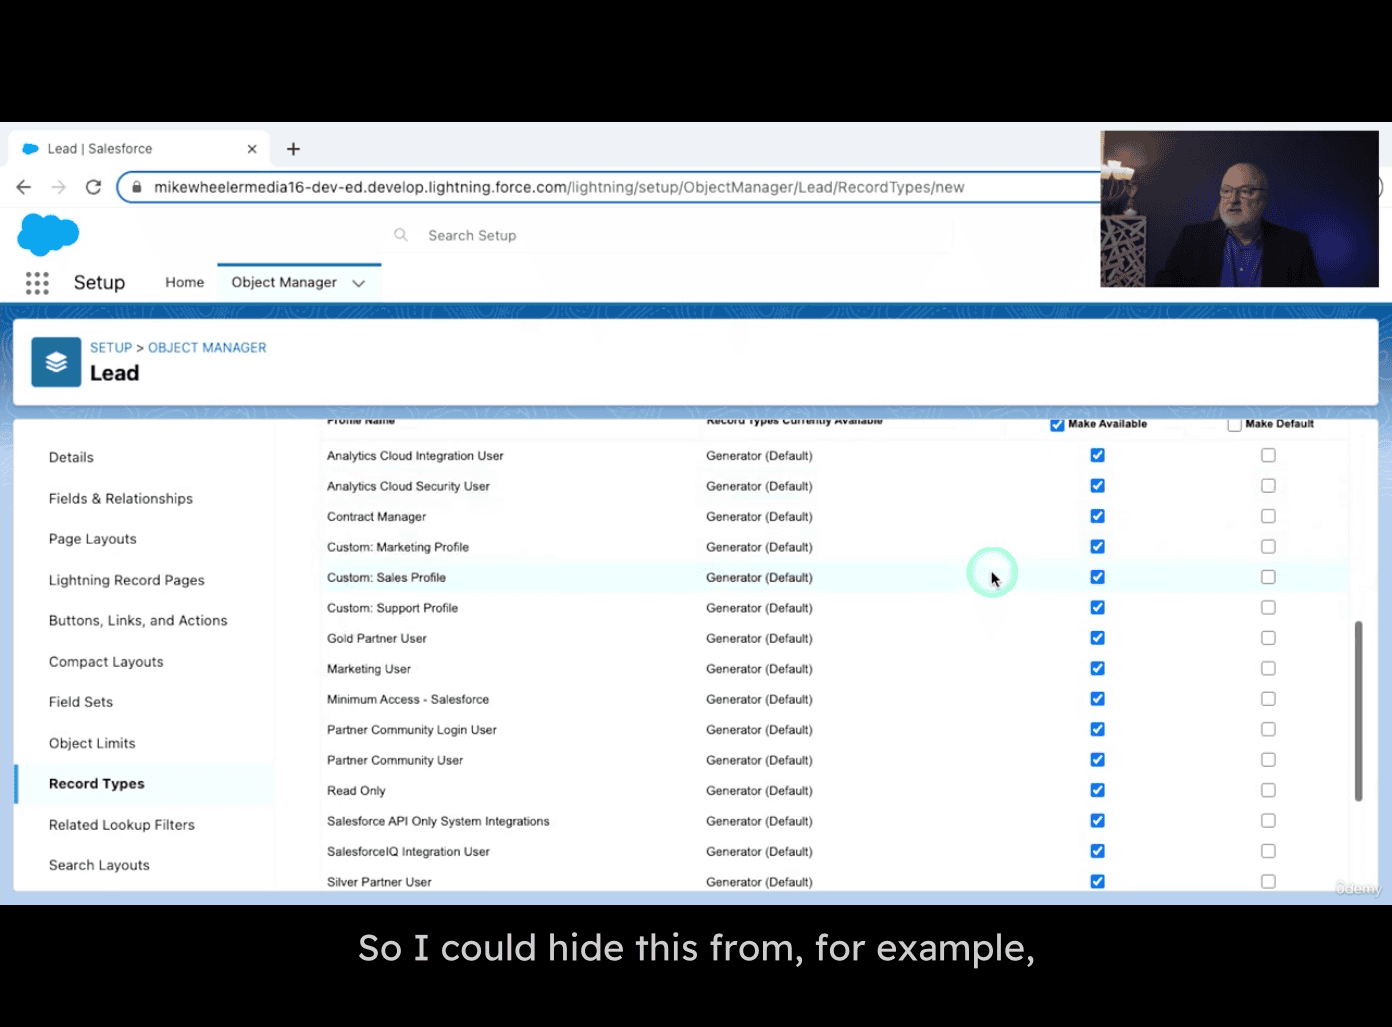 Lead | Salesforce
mikewheelermedia16-dev-ed.develop.lightning.force.com/lightning/setup/ObjectManager/Lead/RecordTypes/new
Search Setup
Setup Home Object Manager
SETUP > OBJECT MANAGER
Lead
Details
Fields & Relationships
Page Layouts
Lightning Record Pages
Buttons, Links, and Actions
Compact Layouts
Field Sets
Object Limits
Record Types
Related Lookup Filters
Search Layouts
Profile Name Record Types Currently Available Make Available Make Default
Analytics Cloud Integration User Generator (Default)
Analytics Cloud Security User Generator (Default)
Contract Manager Generator (Default)
Custom: Marketing Profile Generator (Default)
Custom: Sales Profile Generator (Default)
Custom: Support Profile Generator (Default)
Gold Partner User Generator (Default)
Marketing User Generator (Default)
Minimum Access - Salesforce Generator (Default)
Partner Community Login User Generator (Default)
Partner Community User Generator (Default)
Read Only Generator (Default)
Salesforce API Only System Integrations Generator (Default)
SalesforceIQ Integration User Generator (Default)
Silver Partner User Generator (Default)
ûdemy
So I could hide this from, for example,